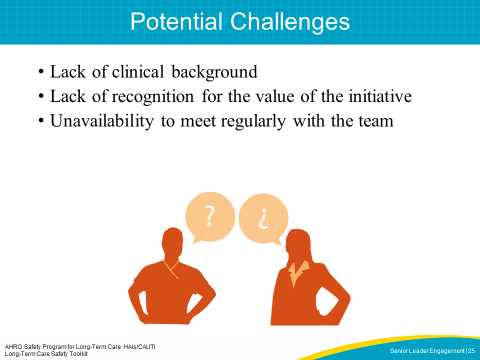 Potential Challenges
• Lack of clinical background
• Lack of recognition for the value of the initiative
• Unavailability to meet regularly with the team
? ¿
AHRQ Safety Program for Long-Term Care: HAIs/CAUTI
Long-Term Care Safety Toolkit
Senior Leader Engagement | 25